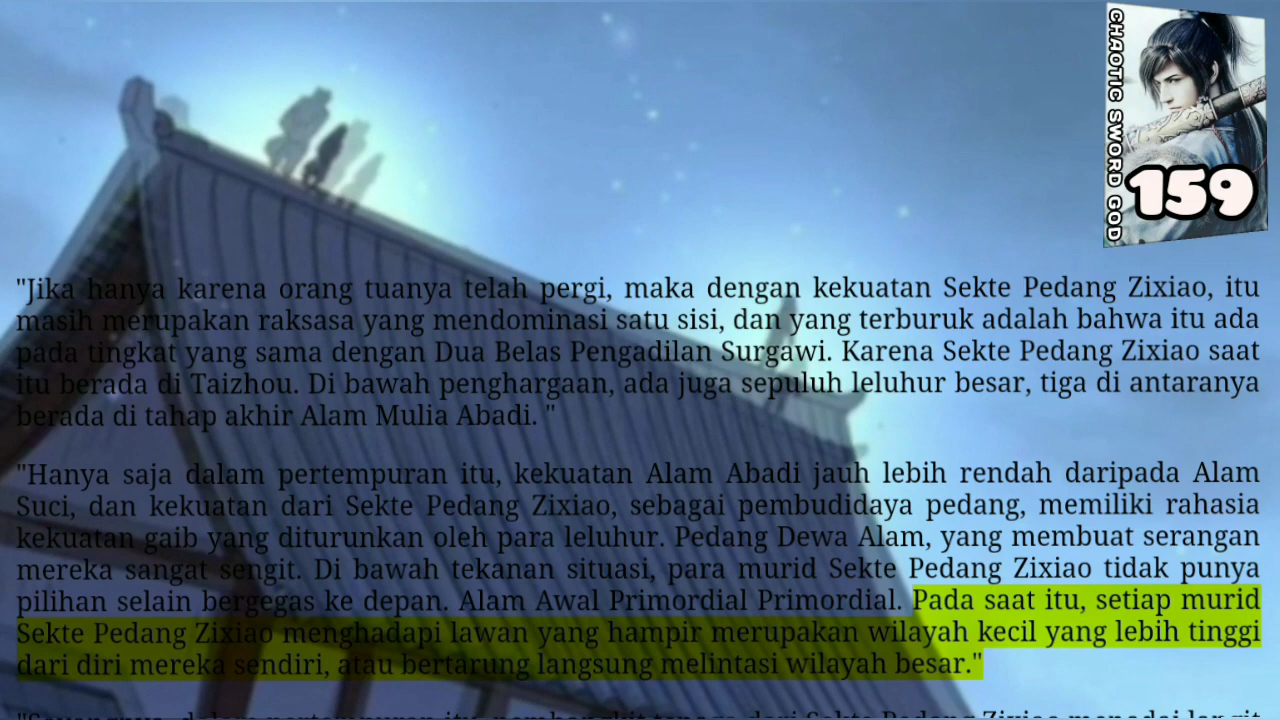 CHAOTIC SWORD GOD
159
"Jika hanya karena orang tuanya telah pergi, maka dengan kekuatan Sekte Pedang Zixiao, itu
masih merupakan raksasa yang mendominasi satu sisi, dan yang terburuk adalah bahwa itu ada
pada tingkat yang sama dengan Dua Belas Pengadilan Surgawi. Karena Sekte Pedang Zixiao saat
itu berada di Taizhou. Di bawah penghargaan, ada juga sepuluh leluhur besar, tiga di antaranya
berada di tahap akhir Alam Mulia Abadi. "
"Hanya saja dalam pertempuran itu, kekuatan Alam Abadi jauh lebih rendah daripada Alam
Suci, dan kekuatan dari Sekte Pedang Zixiao, sebagai pembudidaya pedang, memiliki rahasia
kekuatan gaib yang diturunkan oleh para leluhur. Pedang Dewa Alam, yang membuat serangan
mereka sangat sengit. Di bawah tekanan situasi, para murid Sekte Pedang Zixiao tidak punya
pilihan selain bergegas ke depan. Alam Awal Primordial Primordial. Pada saat itu, setiap murid
Sekte Pedang Zixiao menghadapi lawan yang hampir merupakan wilayah kecil yang lebih tinggi
dari diri mereka sendiri, atau bertarung langsung melintasi wilayah besar."